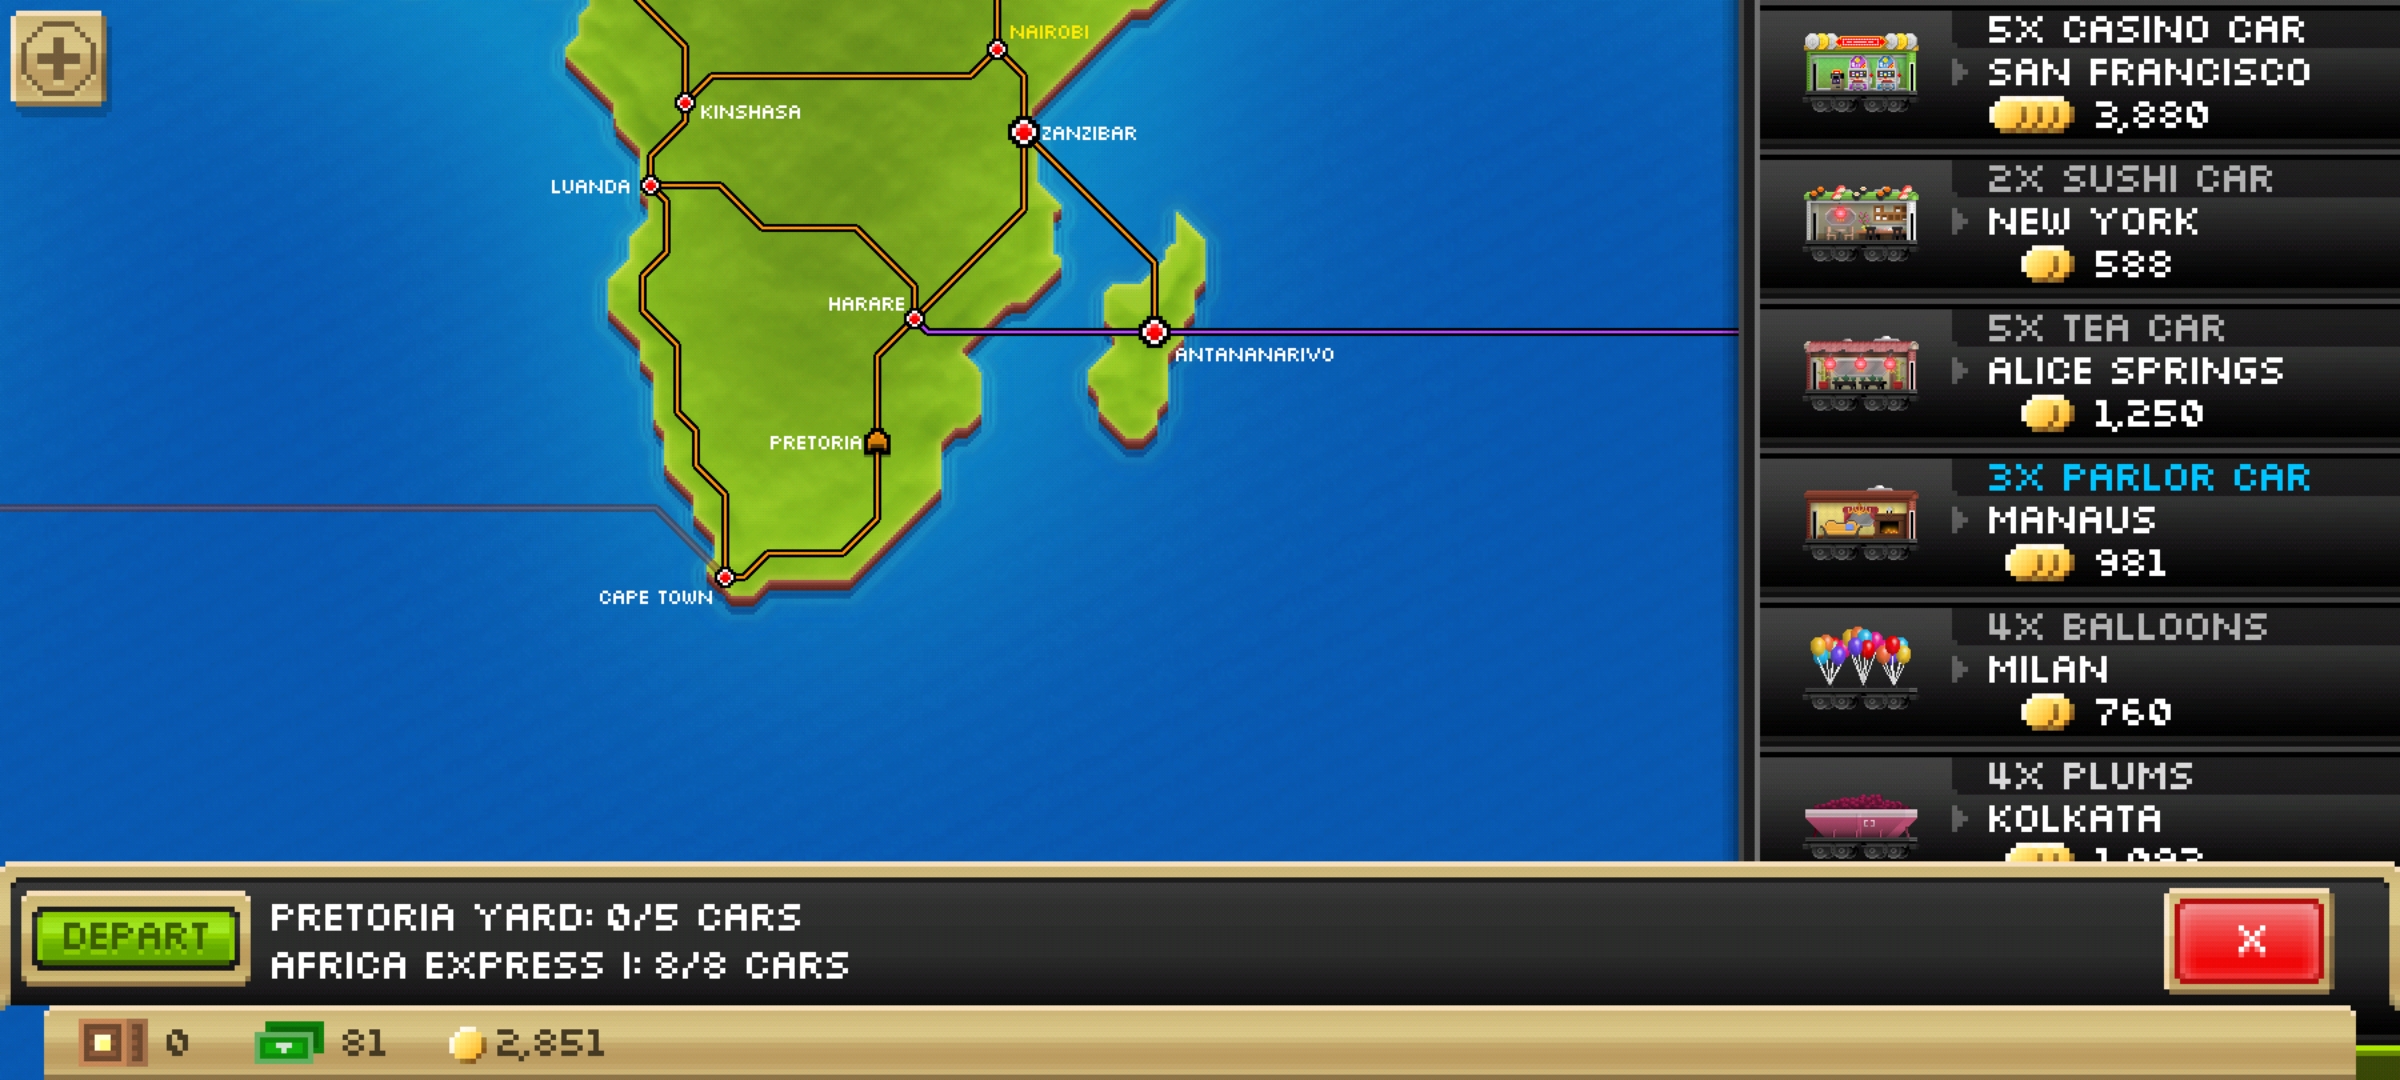 NAIROBI
KINSHASA
ZANZIBAR
LUANDA
HARARE
ANTANANARIVO
PRETORIA
CAPE TOWN
5X CASINO CAR
SAN FRANCISCO
3,880
2X SUSHI CAR
NEW YORK
588
5X TEA CAR
ALICE SPRINGS
1,250
3X PARLOR CAR
MANAUS
981
4X BALLOONS
MILAN
760
4X PLUMS
KOLKATA
DEPART
PRETORIA YARD: 0/5 CARS
AFRICA EXPRESS I: 8/8 CARS
X
0
81
2,851